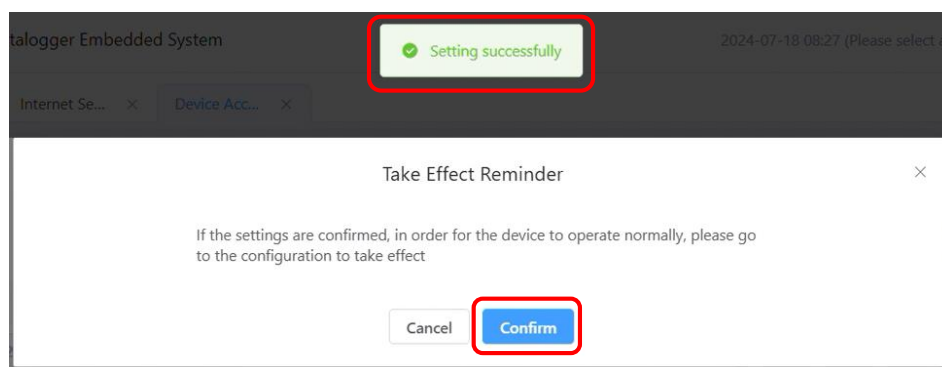 talogger Embedded System
Setting successfully
2024-07-18 08:27 (Please select
Internet Se... ×
Device Acc... ×
Take Effect Reminder
If the settings are confirmed, in order for the device to operate normally, please go
to the configuration to take effect
Cancel
Confirm